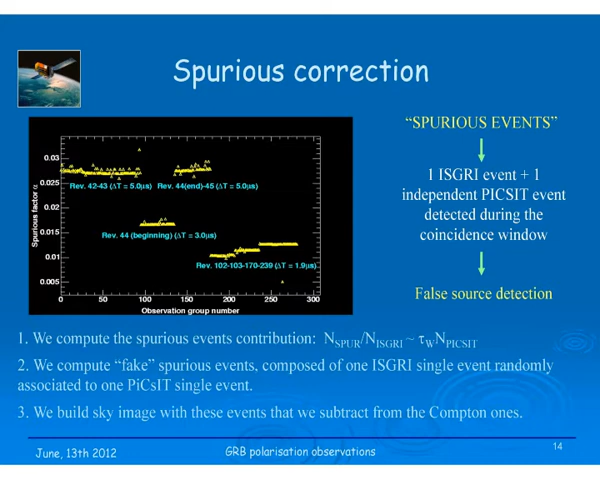 Spurious correction
"SPURIOUS EVENTS"
1 ISGRI event + 1
independent PICSIT event
detected during the
coincidence window
False source detection
Spurious factor α
0.03
0.025
0.02
0.015
0.01
0.005
Rev. 42-43 (ΔT = 5.0µs)
Rev. 44(end)-45 (ΔT = 5.0µs)
Rev. 44 (beginning) (ΔT = 3.0µs)
Rev. 102-103-170-239 (ΔT = 1.9µs)
0 50 100 150 200 250 300
Observation group number
1. We compute the spurious events contribution: N_SPUR/N_ISGRI ~ τ_W N_PICSIT
2. We compute "fake" spurious events, composed of one ISGRI single event randomly
associated to one PiCsIT single event.
3. We build sky image with these events that we subtract from the Compton ones.
June, 13th 2012
GRB polarisation observations
14